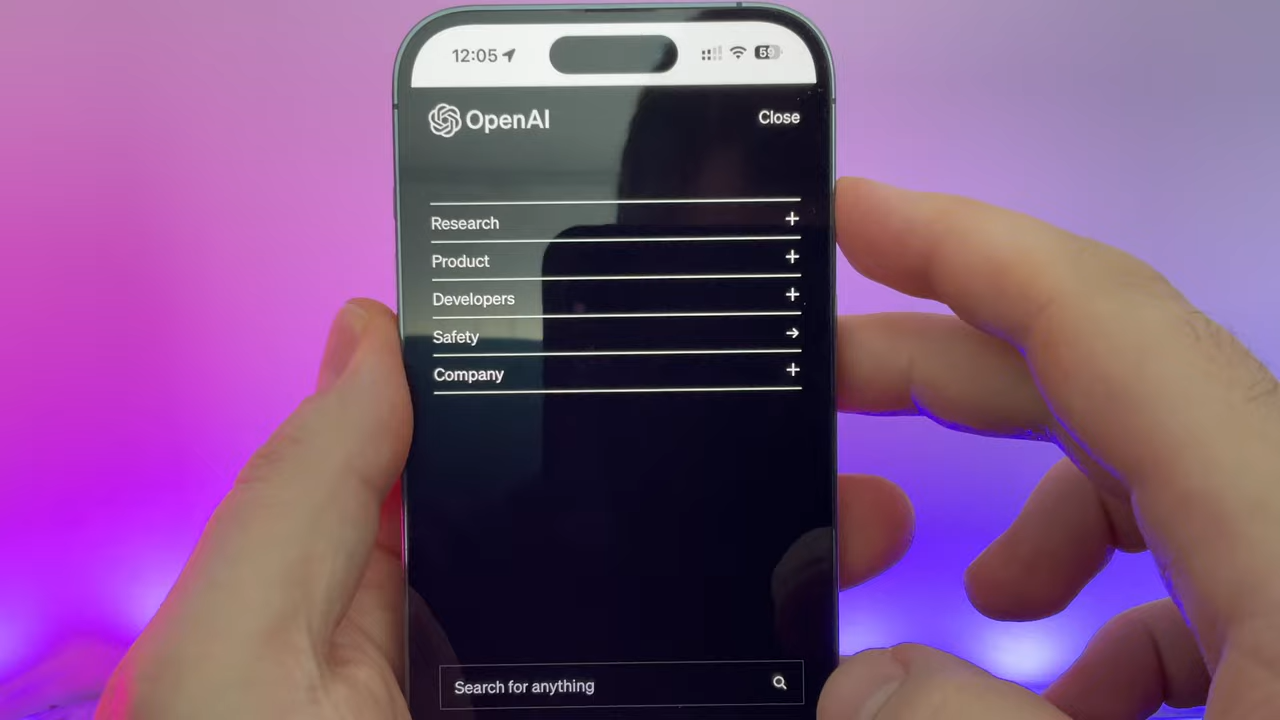 12:05
59
OpenAI
Close
Research +
Product +
Developers +
Safety →
Company +
Search for anything